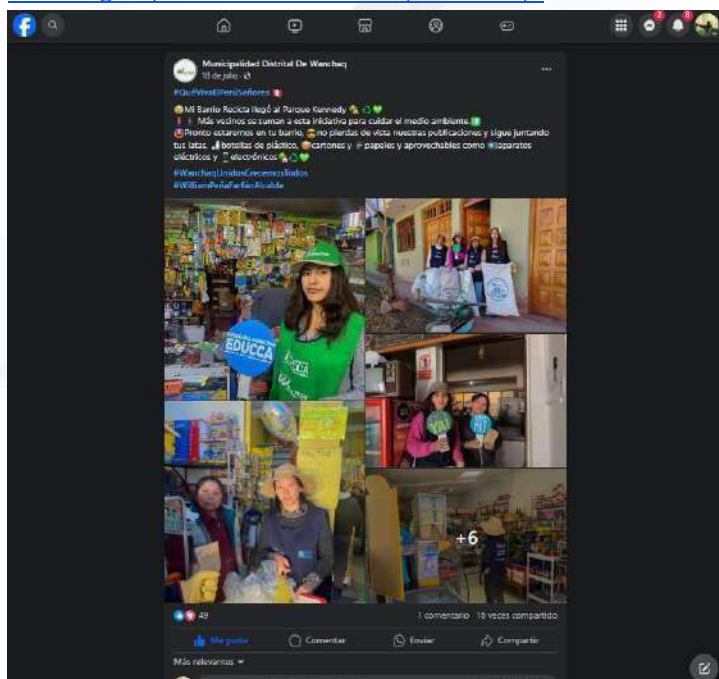 Municipalidad Distrital De Wanchaq
18 de julio
#QuéVivaElPerúSeñores
Mi Barrio Recicla llegó al Parque Kennedy
Más vecinos se suman a esta iniciativa para cuidar el medio ambiente.
Pronto estaremos en tu barrio, no pierdas de vista nuestras publicaciones y sigue juntando
tus latas, botellas de plástico, cartones y papeles y aprovechables como aparatos
eléctricos y electrónicos
#WanchaqUnidosCrecemosTodos
#WilliamPeñaFarfánAlcalde
EDUCCA
EDUCCA
+6
49
1 comentario 16 veces compartido
Me gusta
Comentar
Enviar
Compartir
Más relevantes